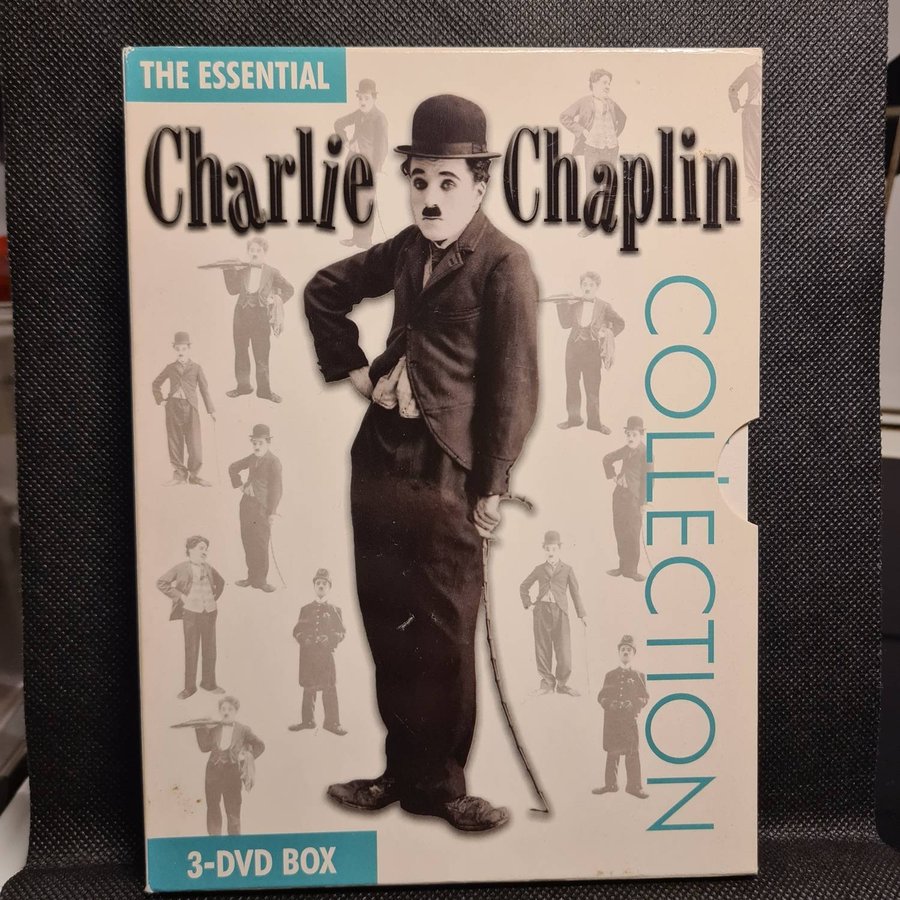 THE ESSENTIAL
Charlie Chaplin
COLLECTION
3-DVD BOX